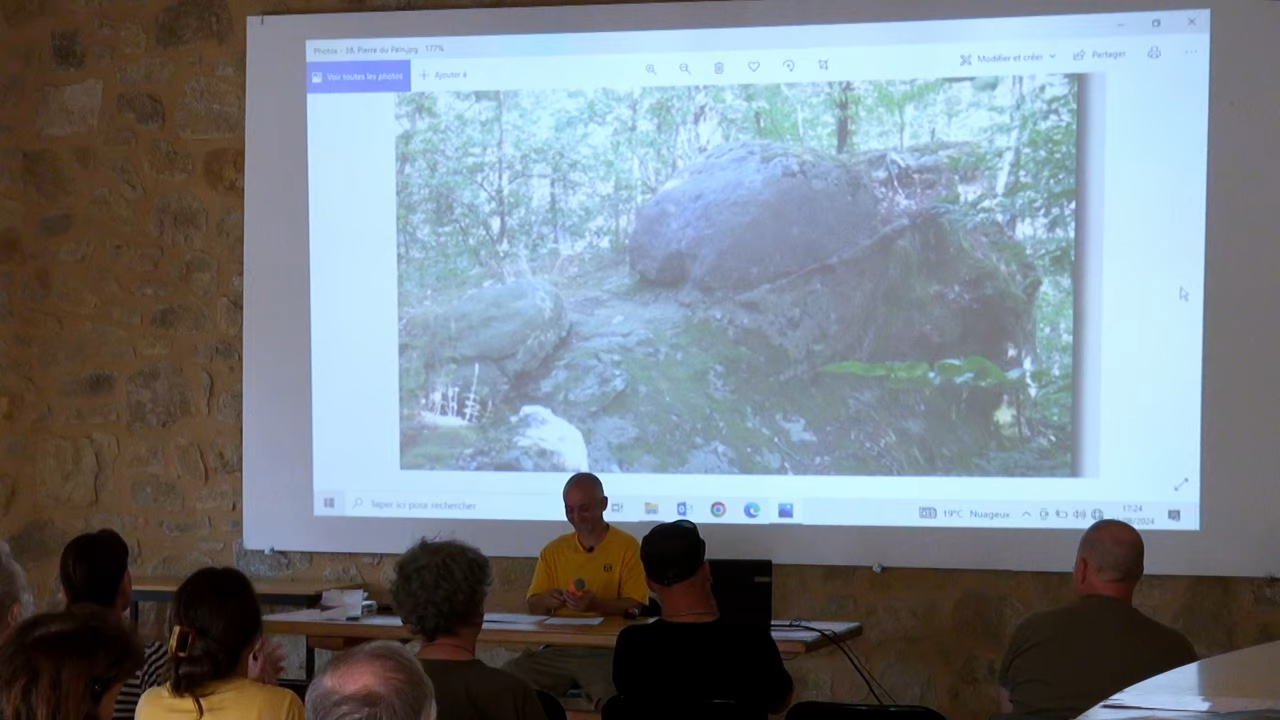 Photos - 38. Pierre du Pain.jpg 177%
Voir toutes les photos
Ajouter à
Modifier et créer
Partager
Taper ici pour rechercher
19°C Nuageux
17:24
2024